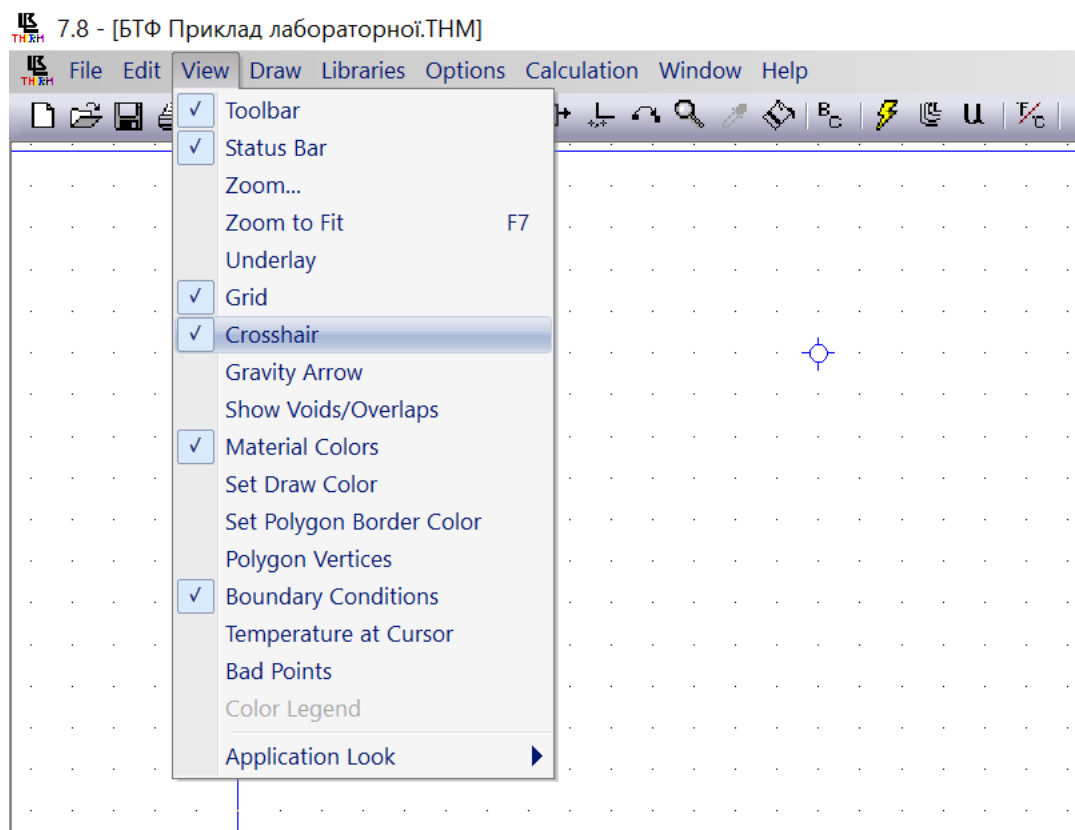 THERM 7.8 - [БТФ Приклад лабораторної.THM]
THERM File Edit View Draw Libraries Options Calculation Window Help
B C U F/C
Toolbar
Status Bar
Zoom...
Zoom to Fit F7
Underlay
Grid
Crosshair
Gravity Arrow
Show Voids/Overlaps
Material Colors
Set Draw Color
Set Polygon Border Color
Polygon Vertices
Boundary Conditions
Temperature at Cursor
Bad Points
Color Legend
Application Look